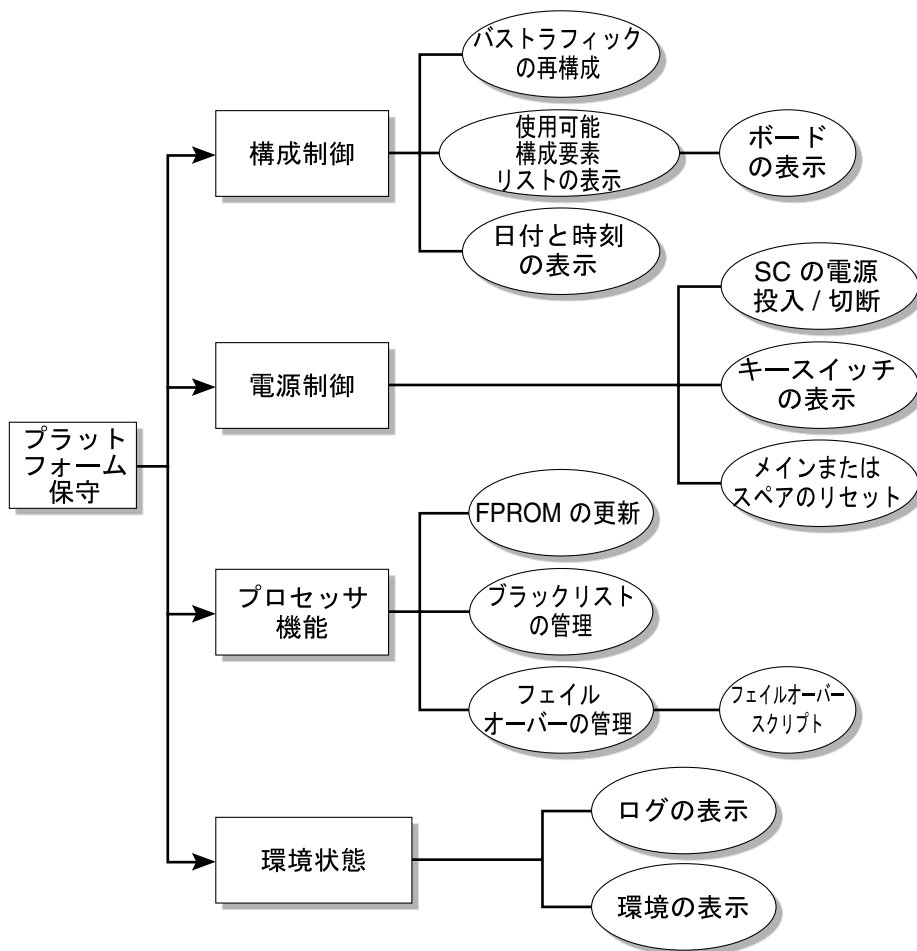 バストラフィック
の再構成
構成制御
使用可能
構成要素
リストの表示
ボード
の表示
日付と時刻
の表示
SC の電源
投入 / 切断
電源制御
キースイッチ
の表示
プラット
フォーム
保守
メインまたは
スペアのリセット
FPROM の更新
プロセッサ
機能
ブラックリスト
の管理
フェイル
オーバーの管理
フェイルオーバー
スクリプト
ログの表示
環境状態
環境の表示